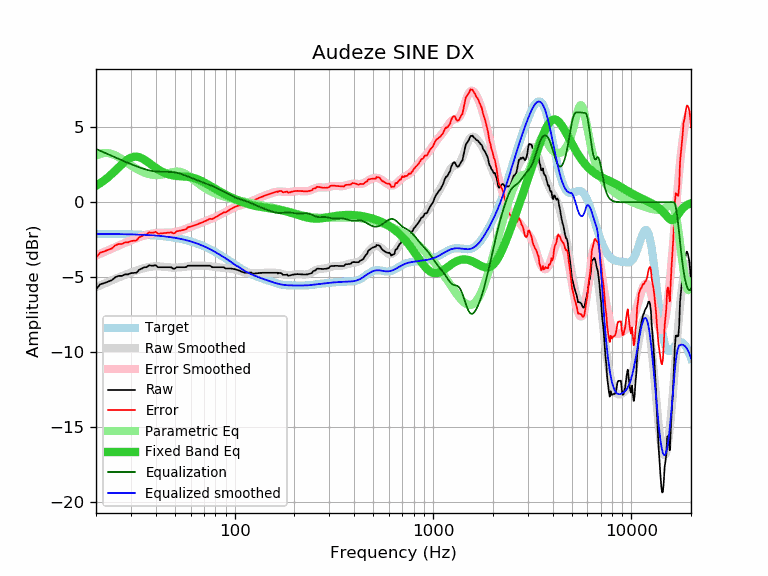 Audeze SINE DX
Amplitude (dBr)
5
0
−5
−10
−15
−20
Target
Raw Smoothed
Error Smoothed
Raw
Error
Parametric Eq
Fixed Band Eq
Equalization
Equalized smoothed
100
1000
10000
Frequency (Hz)